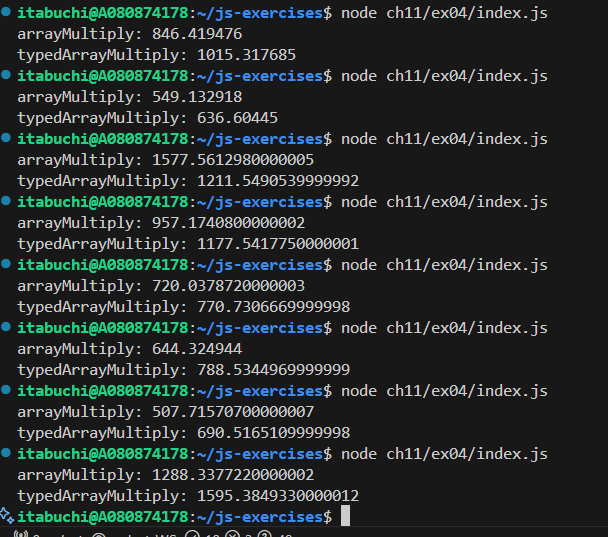 itabuchi@A080874178:~/js-exercises$ node ch11/ex04/index.js
arrayMultiply: 846.419476
typedArrayMultiply: 1015.317685
itabuchi@A080874178:~/js-exercises$ node ch11/ex04/index.js
arrayMultiply: 549.132918
typedArrayMultiply: 636.60445
itabuchi@A080874178:~/js-exercises$ node ch11/ex04/index.js
arrayMultiply: 1577.5612980000005
typedArrayMultiply: 1211.5490539999992
itabuchi@A080874178:~/js-exercises$ node ch11/ex04/index.js
arrayMultiply: 957.1740800000002
typedArrayMultiply: 1177.5417750000001
itabuchi@A080874178:~/js-exercises$ node ch11/ex04/index.js
arrayMultiply: 720.0378720000003
typedArrayMultiply: 770.7306669999998
itabuchi@A080874178:~/js-exercises$ node ch11/ex04/index.js
arrayMultiply: 644.324944
typedArrayMultiply: 788.5344969999999
itabuchi@A080874178:~/js-exercises$ node ch11/ex04/index.js
arrayMultiply: 507.71570700000007
typedArrayMultiply: 690.5165109999998
itabuchi@A080874178:~/js-exercises$ node ch11/ex04/index.js
arrayMultiply: 1288.3377220000002
typedArrayMultiply: 1595.3849330000012
itabuchi@A080874178:~/js-exercises$